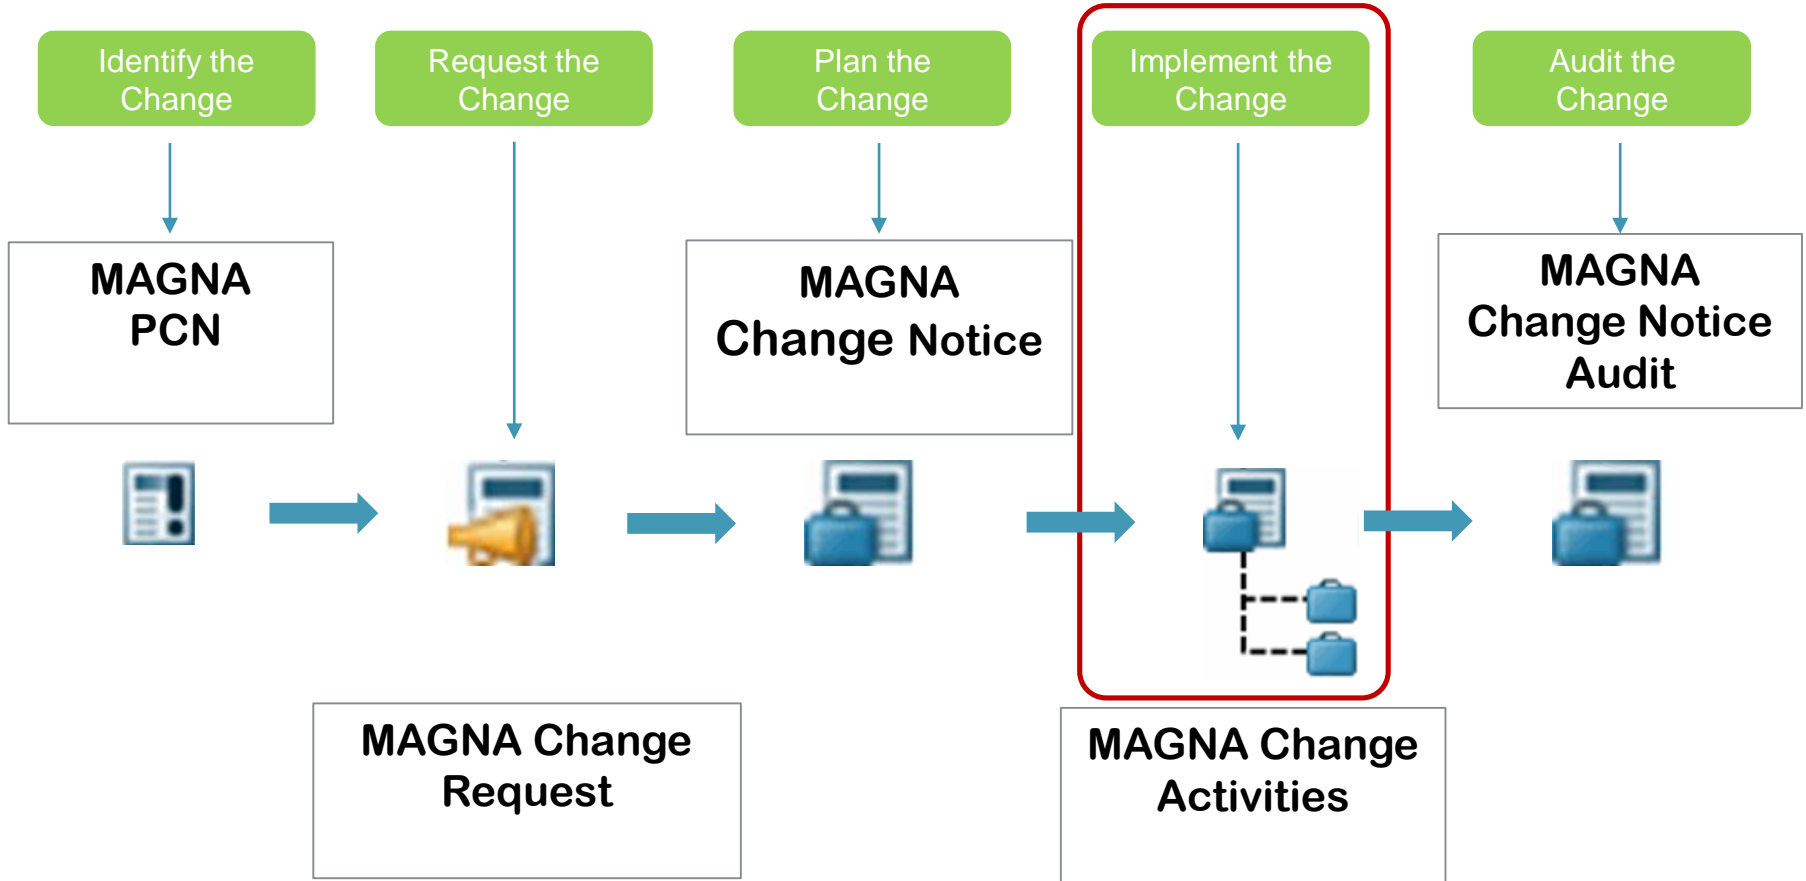 Identify the
Change
Request the
Change
Plan the
Change
Implement the
Change
Audit the
Change
MAGNA
PCN
MAGNA
Change Notice
MAGNA
Change Notice
Audit
MAGNA Change
Request
MAGNA Change
Activities